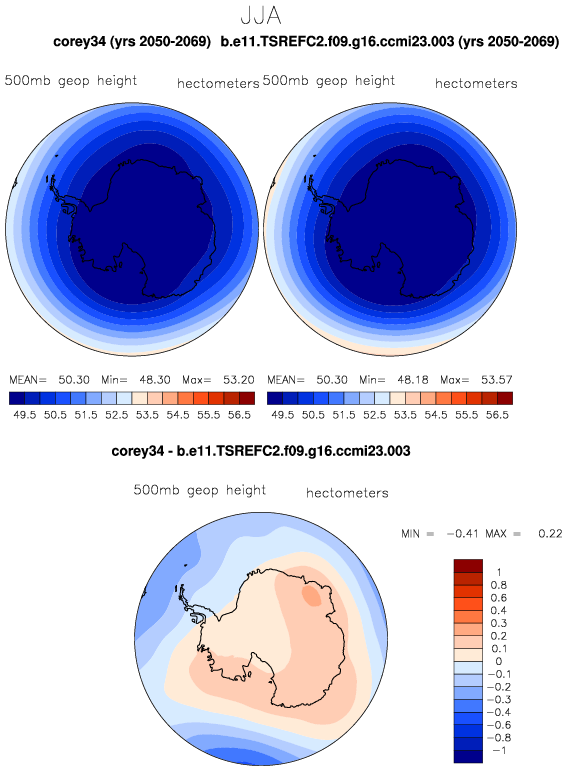 JJA
corey34 (yrs 2050-2069) b.e11.TSREFC2.f09.g16.ccmi23.003 (yrs 2050-2069)
500mb geop height hectometers 500mb geop height hectometers
MEAN= 50.30 Min= 48.30 Max= 53.20 MEAN= 50.30 Min= 48.18 Max= 53.57
49.5 50.5 51.5 52.5 53.5 54.5 55.5 56.5 49.5 50.5 51.5 52.5 53.5 54.5 55.5 56.5
corey34 - b.e11.TSREFC2.f09.g16.ccmi23.003
500mb geop height hectometers
MIN = -0.41 MAX = 0.22
1
0.8
0.6
0.4
0.3
0.2
0.1
0
-0.1
-0.2
-0.3
-0.4
-0.6
-0.8
-1